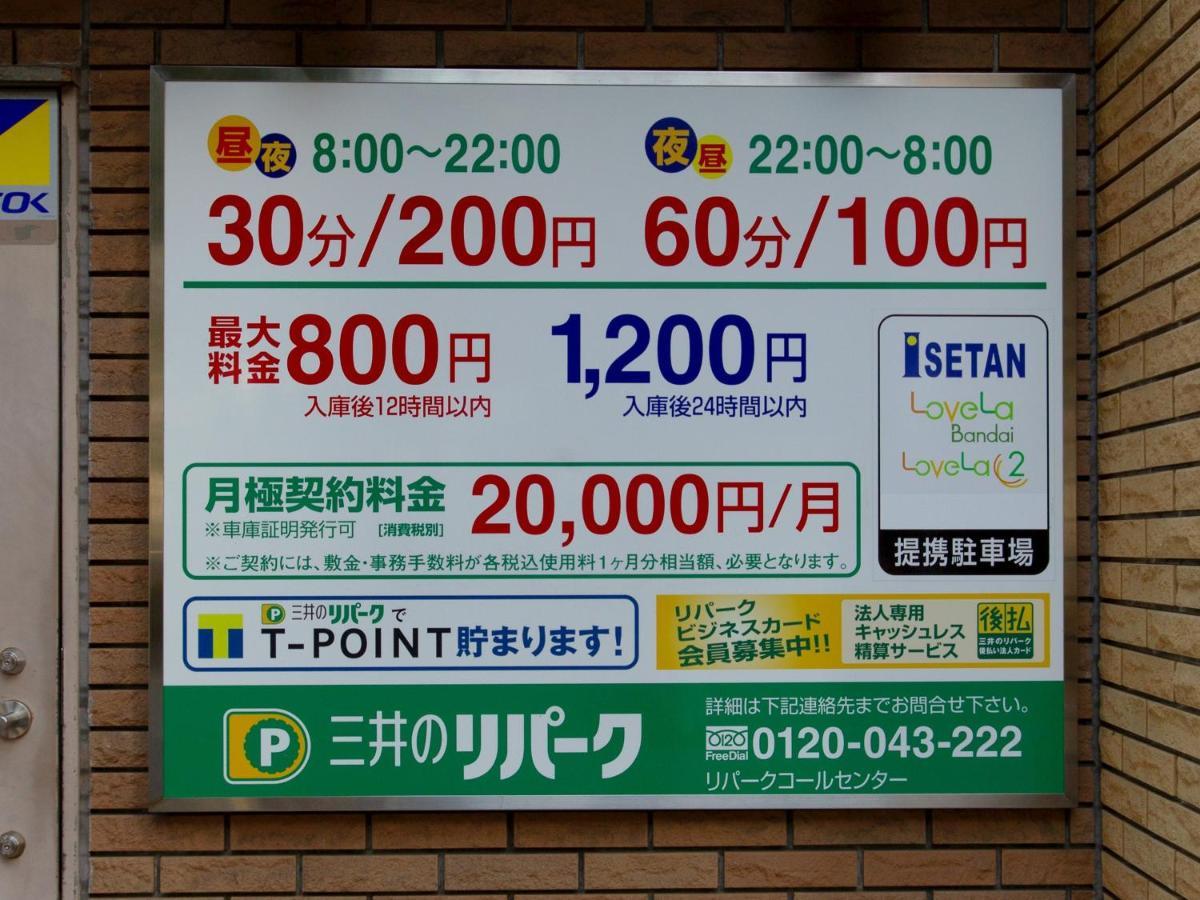 昼夜 8:00～22:00
30分/200円
夜昼 22:00～8:00
60分/100円
最大料金 800円
入庫後12時間以内
1,200円
入庫後24時間以内
ISETAN
LoveLa
Bandai
LoveLa2
提携駐車場
月極契約料金 20,000円/月
※車庫証明発行可 [消費税別]
※ご契約には、敷金・事務手数料が各税込使用料1ヶ月分相当額、必要となります。
P 三井のリパークで
T-POINT貯まります!
リパーク
ビジネスカード
会員募集中!!
法人専用
キャッシュレス
精算サービス
後払
三井のリパーク
後払い法人カード
P 三井のリパーク
詳細は下記連絡先までお問合せ下さい。
0120 FreeDial 0120-043-222
リパークコールセンター
OK